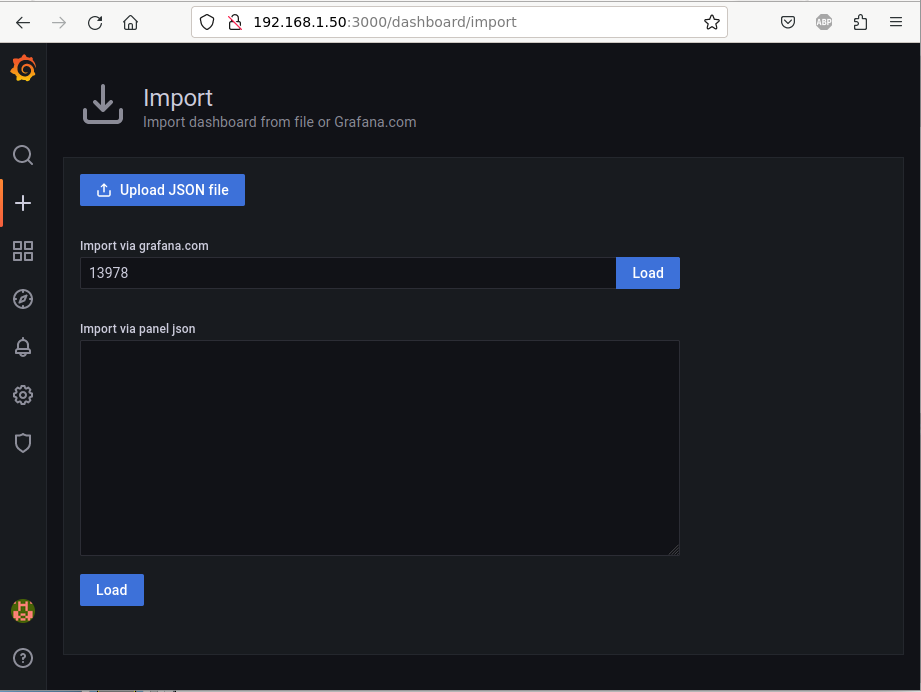 192.168.1.50:3000/dashboard/import
ABP
Import
Import dashboard from file or Grafana.com
Upload JSON file
Import via grafana.com
13978 Load
Import via panel json
Load
?